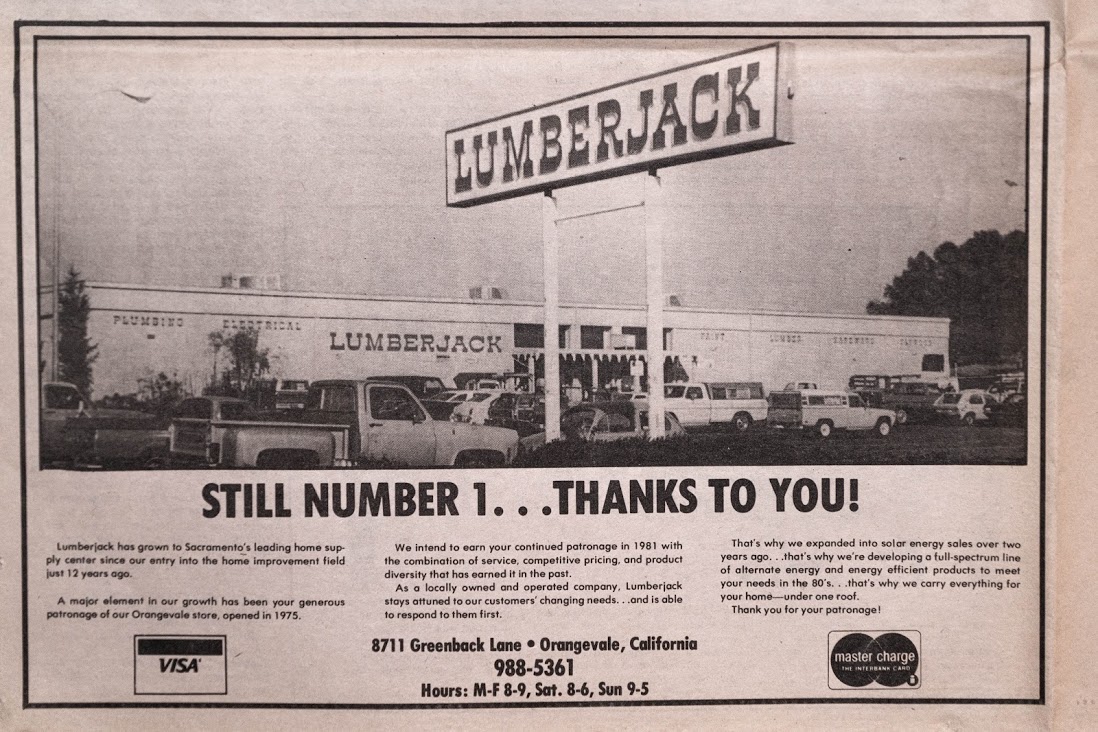 LUMBERJACK
PLUMBING
ELECTRICAL
LUMBERJACK
PAINT
LUMBER
HARDWARE
STILL NUMBER 1. . .THANKS TO YOU!
Lumberjack has grown to Sacramento's leading home sup-
ply center since our entry into the home improvement field
just 12 years ago.
A major element in our growth has been your generous
patronage of our Orangevale store, opened in 1975.
We intend to earn your continued patronage in 1981 with
the combination of service, competitive pricing, and product
diversity that has earned it in the past.
As a locally owned and operated company, Lumberjack
stays attuned to our customers' changing needs. . .and is able
to respond to them first.
That's why we expanded into solar energy sales over two
years ago. . .that's why we're developing a full-spectrum line
of alternate energy and energy efficient products to meet
your needs in the 80's. . .that's why we carry everything for
your home—under one roof.
Thank you for your patronage!
VISA
8711 Greenback Lane • Orangevale, California
988-5361
Hours: M-F 8-9, Sat. 8-6, Sun 9-5
master charge
THE INTERBANK CARD